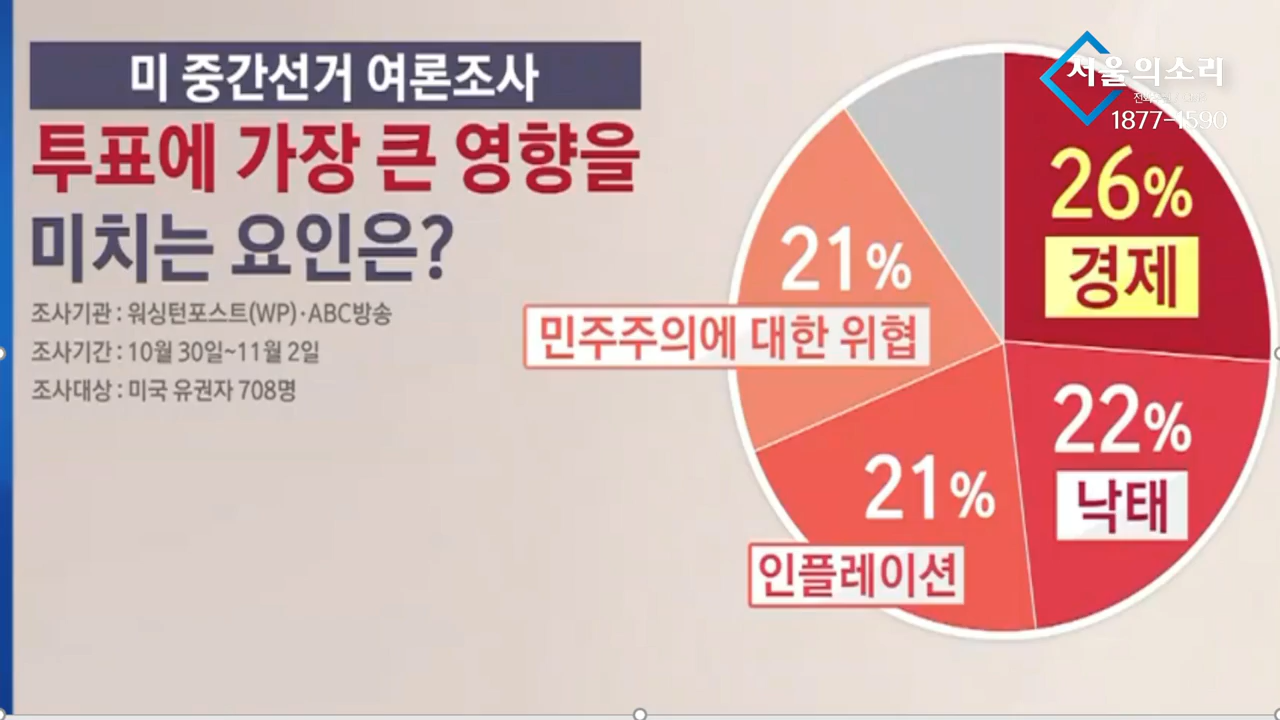 미 중간선거 여론조사
투표에 가장 큰 영향을
미치는 요인은?
조사기관 : 워싱턴포스트(WP)·ABC방송
조사기간 : 10월 30일~11월 2일
조사대상 : 미국 유권자 708명
서울의소리
1877-1590
26%
경제
22%
낙태
21%
인플레이션
21%
민주주의에 대한 위협